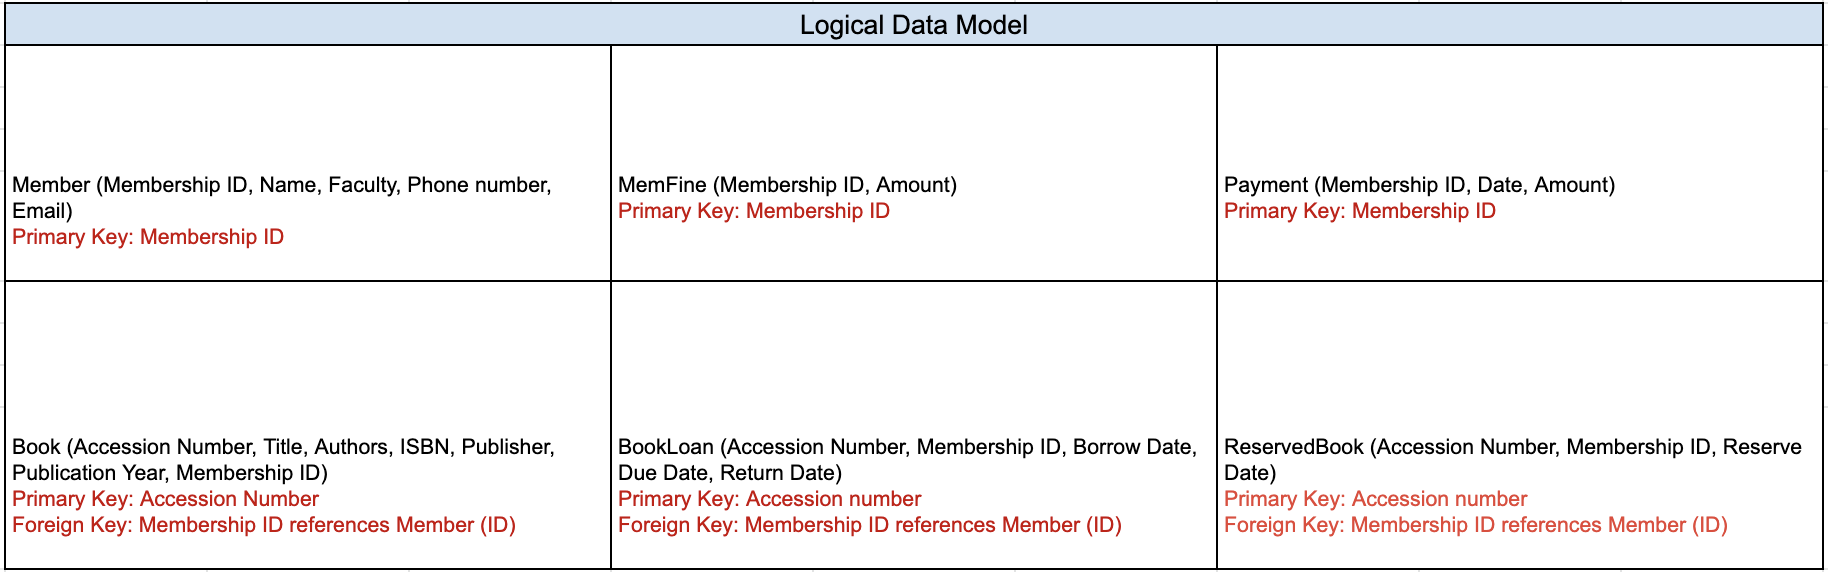 Logical Data Model
Member (Membership ID, Name, Faculty, Phone number,
Email)
Primary Key: Membership ID
MemFine (Membership ID, Amount)
Primary Key: Membership ID
Payment (Membership ID, Date, Amount)
Primary Key: Membership ID
Book (Accession Number, Title, Authors, ISBN, Publisher,
Publication Year, Membership ID)
Primary Key: Accession Number
Foreign Key: Membership ID references Member (ID)
BookLoan (Accession Number, Membership ID, Borrow Date,
Due Date, Return Date)
Primary Key: Accession number
Foreign Key: Membership ID references Member (ID)
ReservedBook (Accession Number, Membership ID, Reserve
Date)
Primary Key: Accession number
Foreign Key: Membership ID references Member (ID)